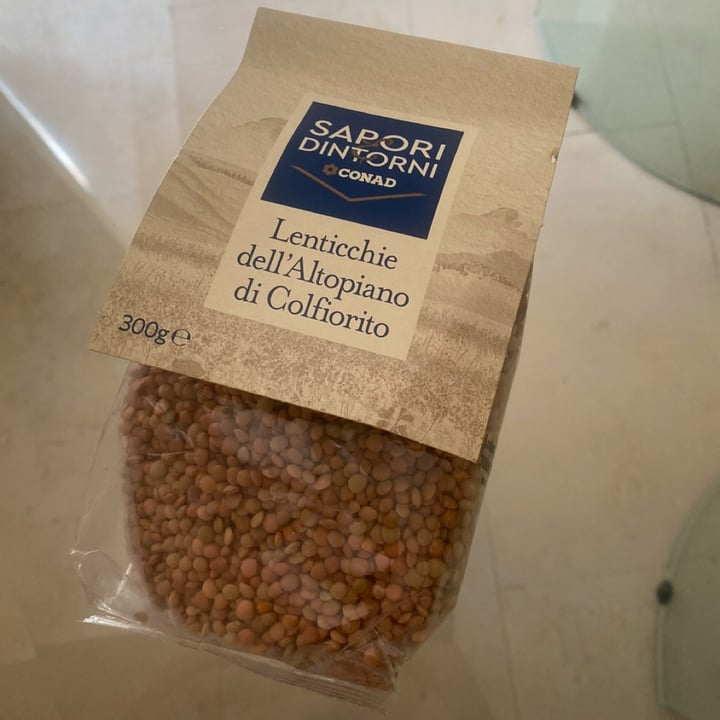 SAPORI
DINTORNI
CONAD
Lenticchie
dell'Altopiano
di Colfiorito
300g ℮